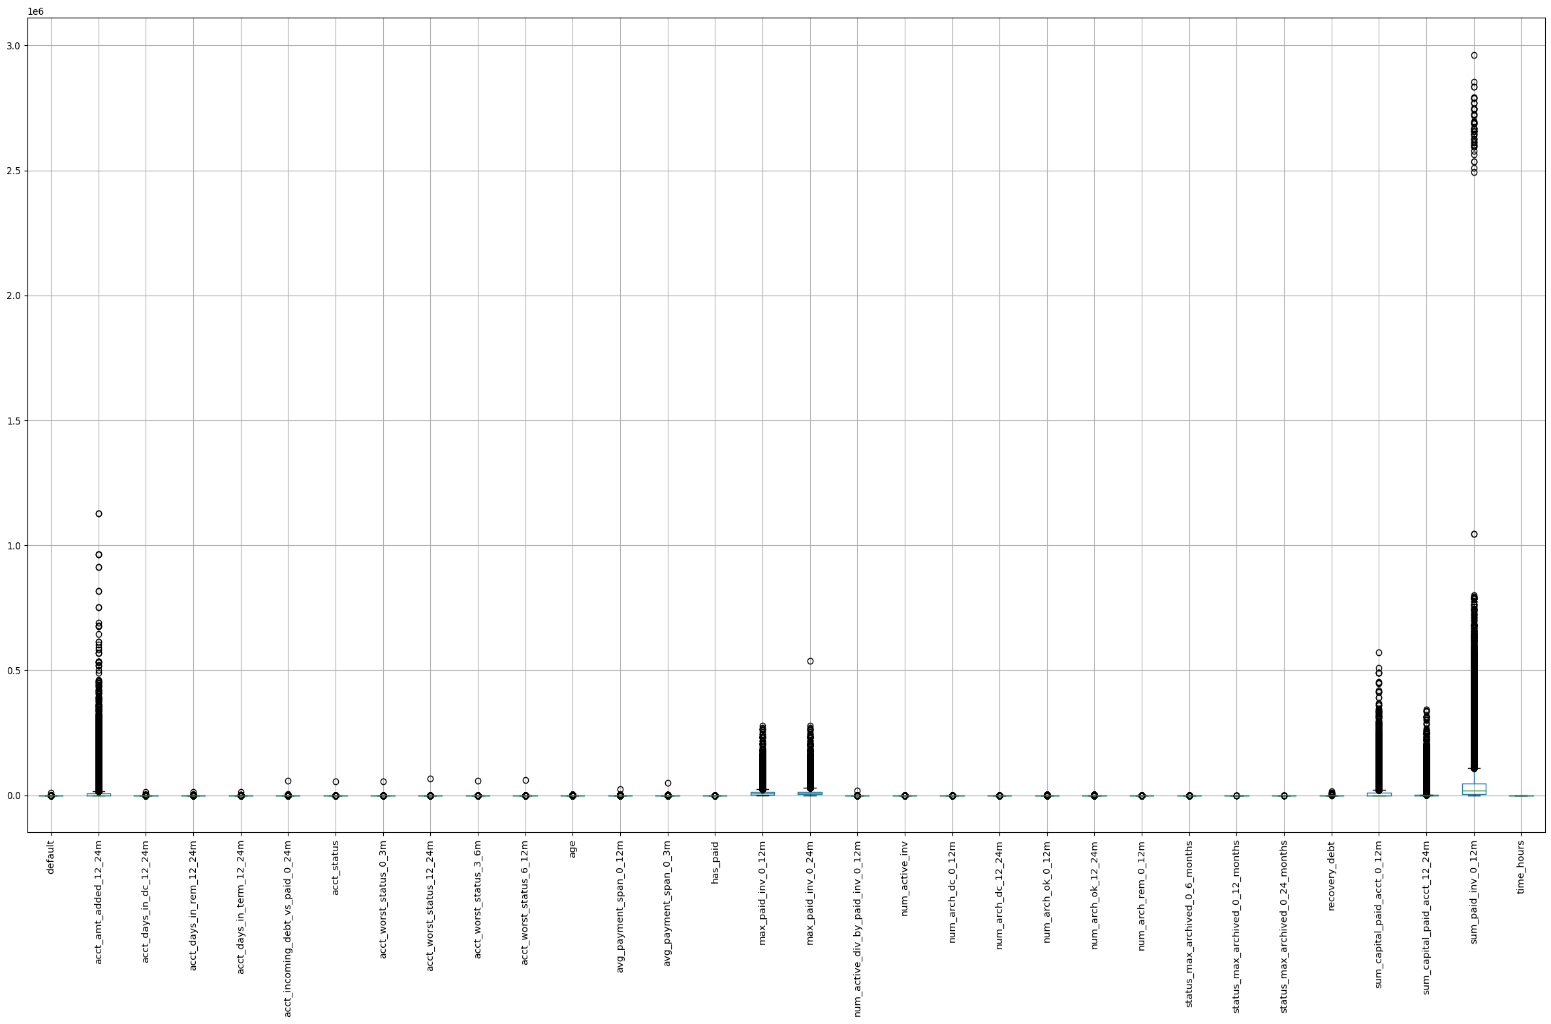 1e6
3.0
2.5
2.0
1.5
1.0
0.5
0.0
default
acct_amt_added_12_24m
acct_days_in_dc_12_24m
acct_days_in_rem_12_24m
acct_days_in_term_12_24m
acct_incoming_debt_vs_paid_0_24m
acct_status
acct_worst_status_0_3m
acct_worst_status_12_24m
acct_worst_status_3_6m
acct_worst_status_6_12m
age
avg_payment_span_0_12m
avg_payment_span_0_3m
has_paid
max_paid_inv_0_12m
max_paid_inv_0_24m
num_active_div_by_paid_inv_0_12m
num_active_inv
num_arch_dc_0_12m
num_arch_dc_12_24m
num_arch_ok_0_12m
num_arch_ok_12_24m
num_arch_rem_0_12m
status_max_archived_0_6_months
status_max_archived_0_12_months
status_max_archived_0_24_months
recovery_debt
sum_capital_paid_acct_0_12m
sum_capital_paid_acct_12_24m
sum_paid_inv_0_12m
time_hours